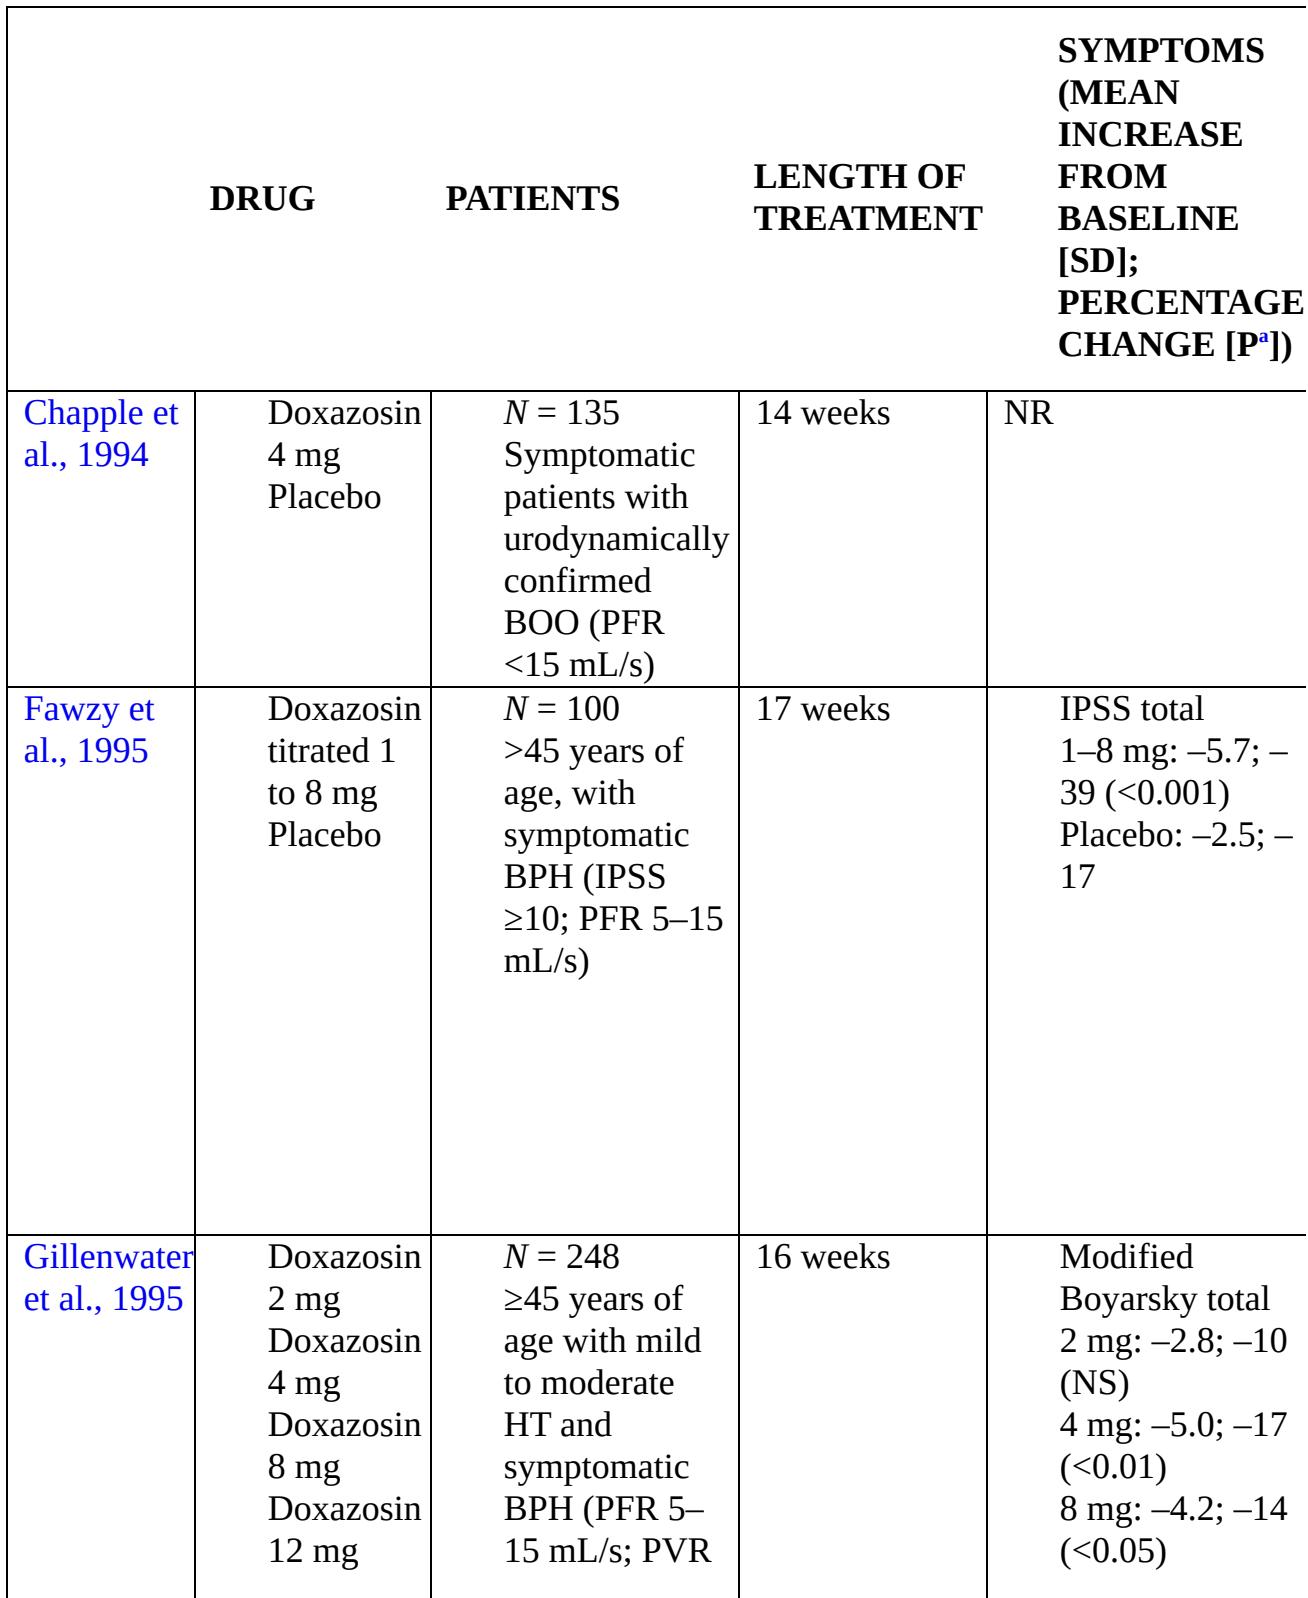 DRUG
PATIENTS
LENGTH OF
TREATMENT
SYMPTOMS
(MEAN
INCREASE
FROM
BASELINE
[SD];
PERCENTAGE
CHANGE [Pa])
Chapple et
al., 1994
Doxazosin
4 mg
Placebo
N = 135
Symptomatic
patients with
urodynamically
confirmed
BOO (PFR
<15 mL/s)
14 weeks
NR
Fawzy et
al., 1995
Doxazosin
titrated 1
to 8 mg
Placebo
N = 100
>45 years of
age, with
symptomatic
BPH (IPSS
≥10; PFR 5–15
mL/s)
17 weeks
IPSS total
1–8 mg: –5.7; –
39 (<0.001)
Placebo: –2.5; –
17
Gillenwater
et al., 1995
Doxazosin
2 mg
Doxazosin
4 mg
Doxazosin
8 mg
Doxazosin
12 mg
N = 248
≥45 years of
age with mild
to moderate
HT and
symptomatic
BPH (PFR 5–
15 mL/s; PVR
16 weeks
Modified
Boyarsky total
2 mg: –2.8; –10
(NS)
4 mg: –5.0; –17
(<0.01)
8 mg: –4.2; –14
(<0.05)